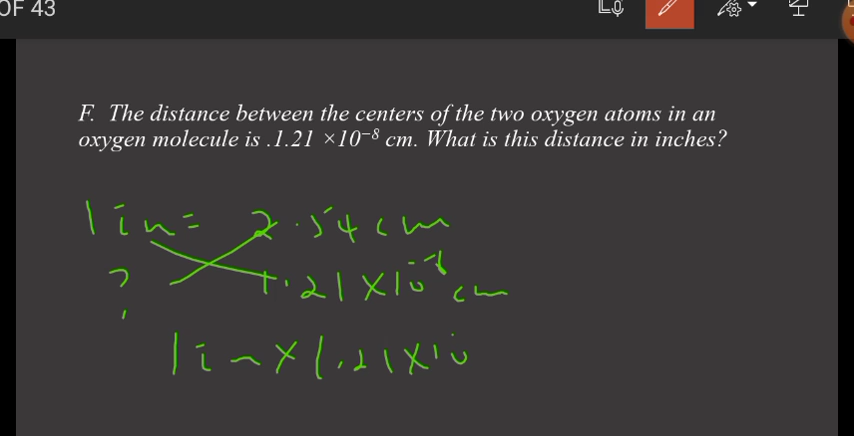 OF 43
F. The distance between the centers of the two oxygen atoms in an
oxygen molecule is .1.21 ×10⁻⁸ cm. What is this distance in inches?
1 in = 2.54 cm
? 1.21 × 10⁻⁸ cm
1 in × 1.21 × 10